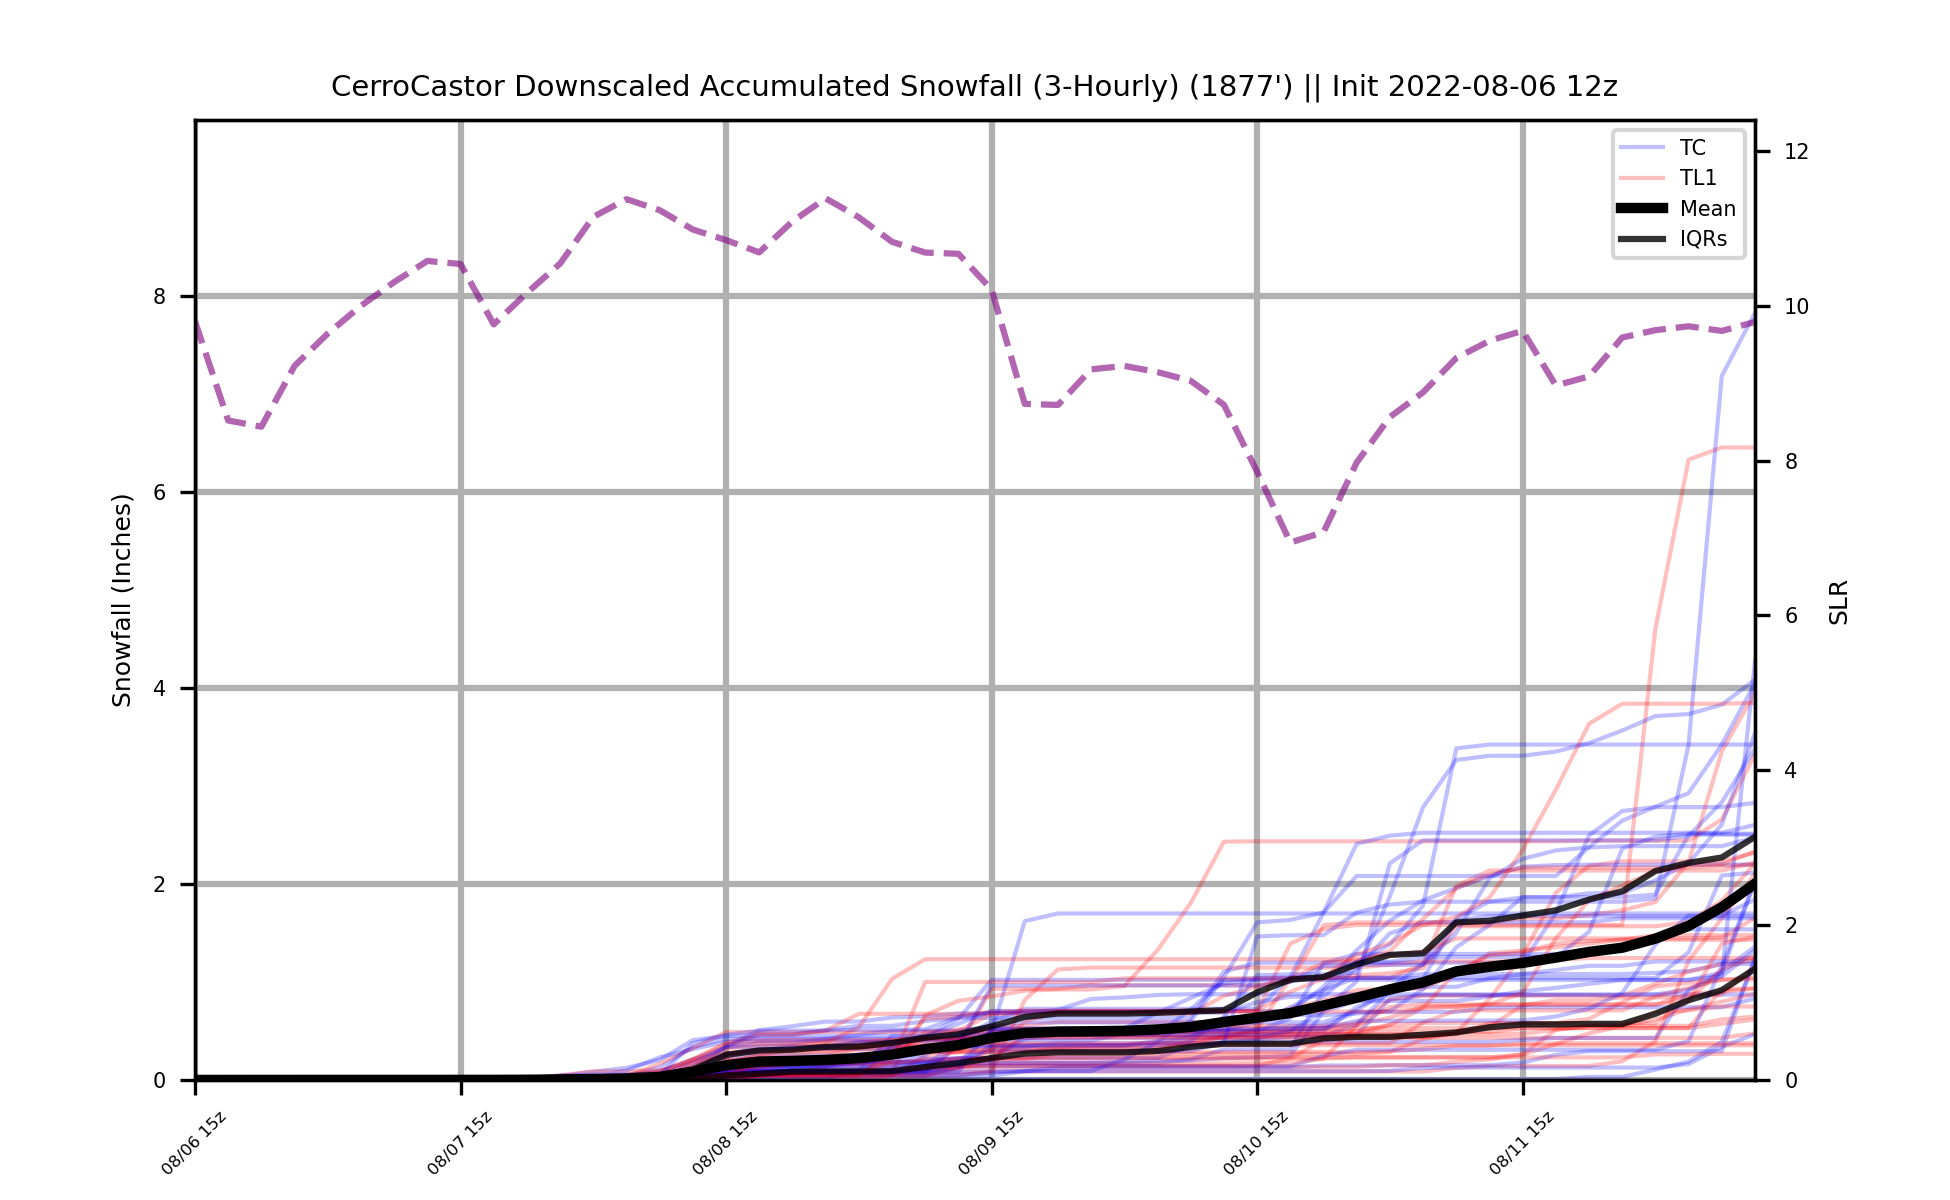 CerroCastor Downscaled Accumulated Snowfall (3-Hourly) (1877') || Init 2022-08-06 12z
TC
TL1
Mean
IQRs
Snowfall (Inches)
8
6
4
2
0
12
10
8
6
4
2
0
SLR
08/06 15z
08/07 15z
08/08 15z
08/09 15z
08/10 15z
08/11 15z